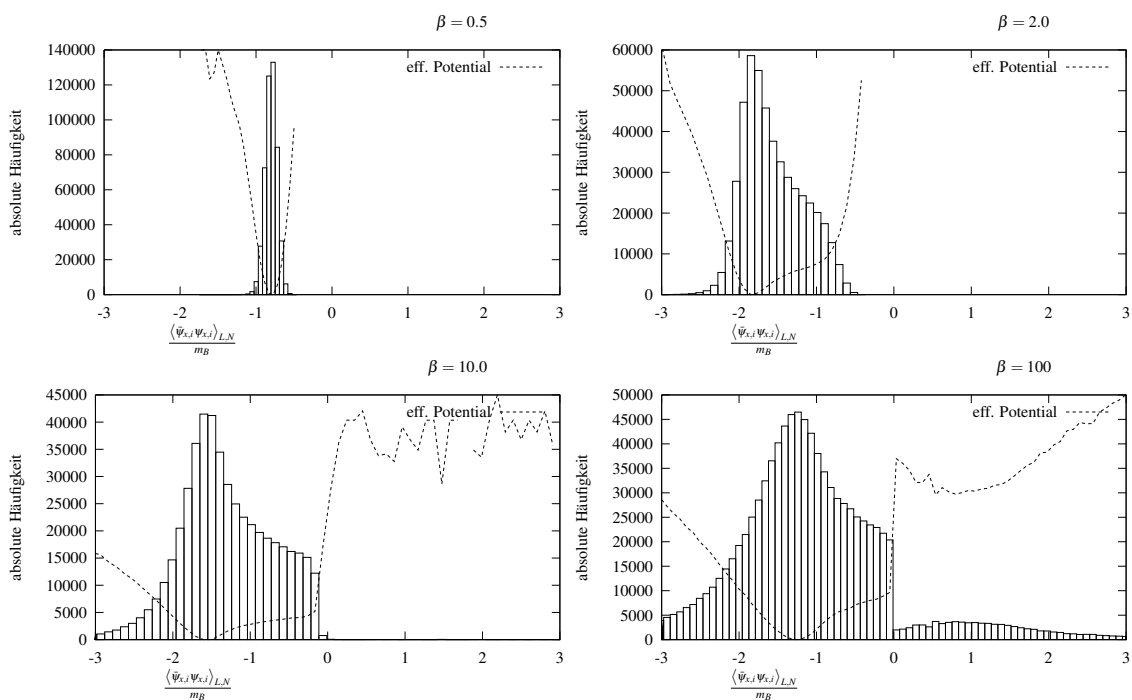 β = 0.5
140000
120000
100000
80000
60000
40000
20000
0
absolute Häufigkeit
eff. Potential
-3 -2 -1 0 1 2 3
⟨ψ̄x,iψx,i⟩L,N
mB
β = 2.0
60000
50000
40000
30000
20000
10000
0
absolute Häufigkeit
eff. Potential
-3 -2 -1 0 1 2 3
⟨ψ̄x,iψx,i⟩L,N
mB
β = 10.0
45000
40000
35000
30000
25000
20000
15000
10000
5000
0
absolute Häufigkeit
eff. Potential
-3 -2 -1 0 1 2 3
⟨ψ̄x,iψx,i⟩L,N
mB
β = 100
50000
45000
40000
35000
30000
25000
20000
15000
10000
5000
0
absolute Häufigkeit
eff. Potential
-3 -2 -1 0 1 2 3
⟨ψ̄x,iψx,i⟩L,N
mB